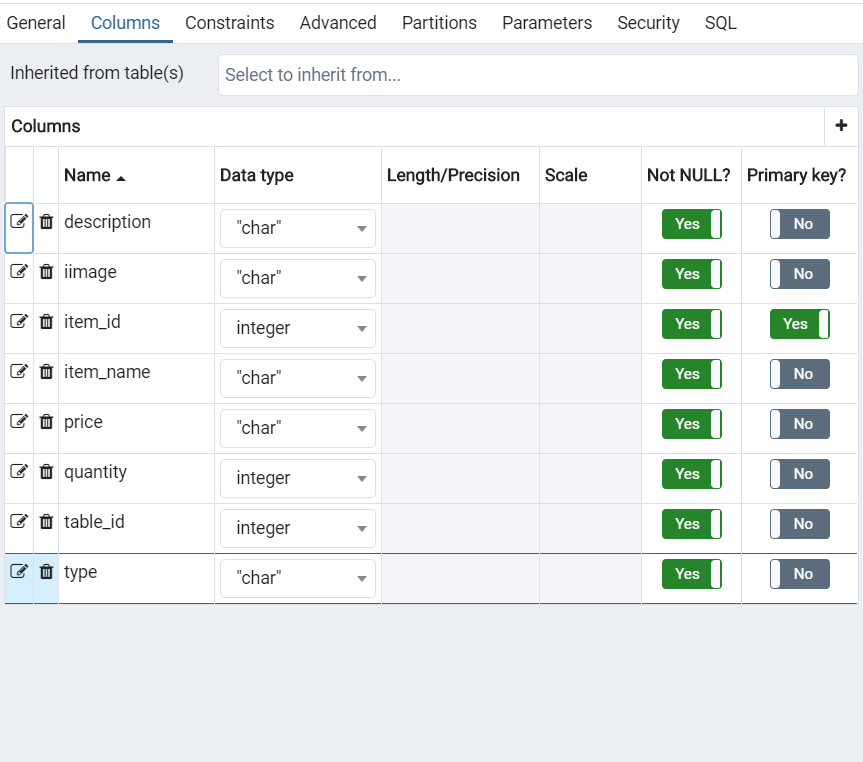 General Columns Constraints Advanced Partitions Parameters Security SQL
Inherited from table(s) Select to inherit from...
Columns
Name Data type Length/Precision Scale Not NULL? Primary key?
description "char" Yes No
iimage "char" Yes No
item_id integer Yes Yes
item_name "char" Yes No
price "char" Yes No
quantity integer Yes No
table_id integer Yes No
type "char" Yes No